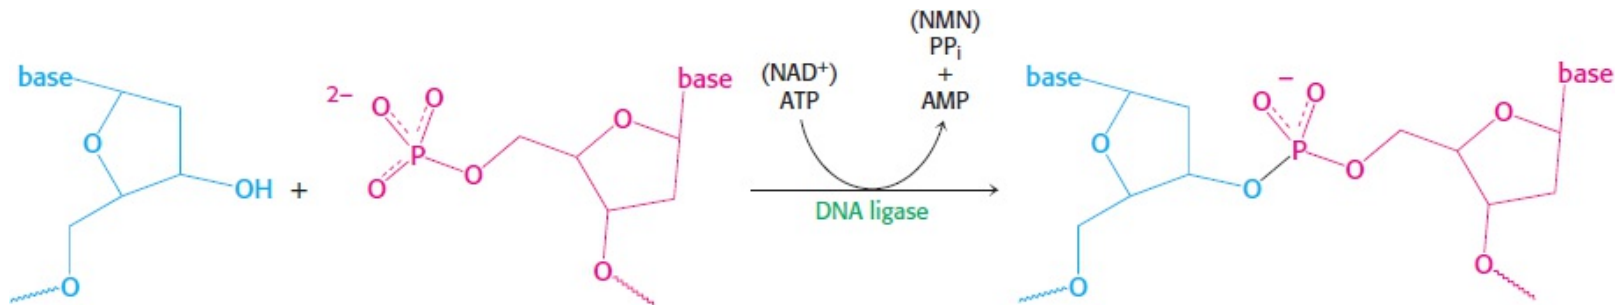 base
O
OH
O
+
2−
O
O
O
P
O
O
base
O
(NAD⁺)
ATP
(NMN)
PPᵢ
+
AMP
DNA ligase
base
O
O
O
−
O
O
P
O
O
base
O